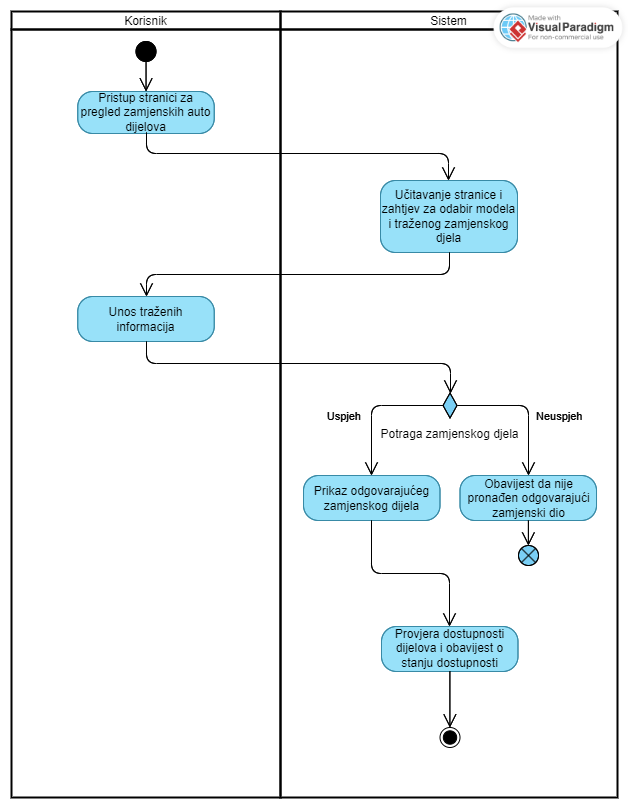 Korisnik
Sistem
Made with
VisualParadigm
For non-commercial use
Pristup stranici za
pregled zamjenskih auto
dijelova
Učitavanje stranice i
zahtjev za odabir modela
i traženog zamjenskog
djela
Unos traženih
informacija
Uspjeh
Neuspjeh
Potraga zamjenskog djela
Prikaz odgovarajućeg
zamjenskog dijela
Obavijest da nije
pronađen odgovarajući
zamjenski dio
Provjera dostupnosti
dijelova i obavijest o
stanju dostupnosti